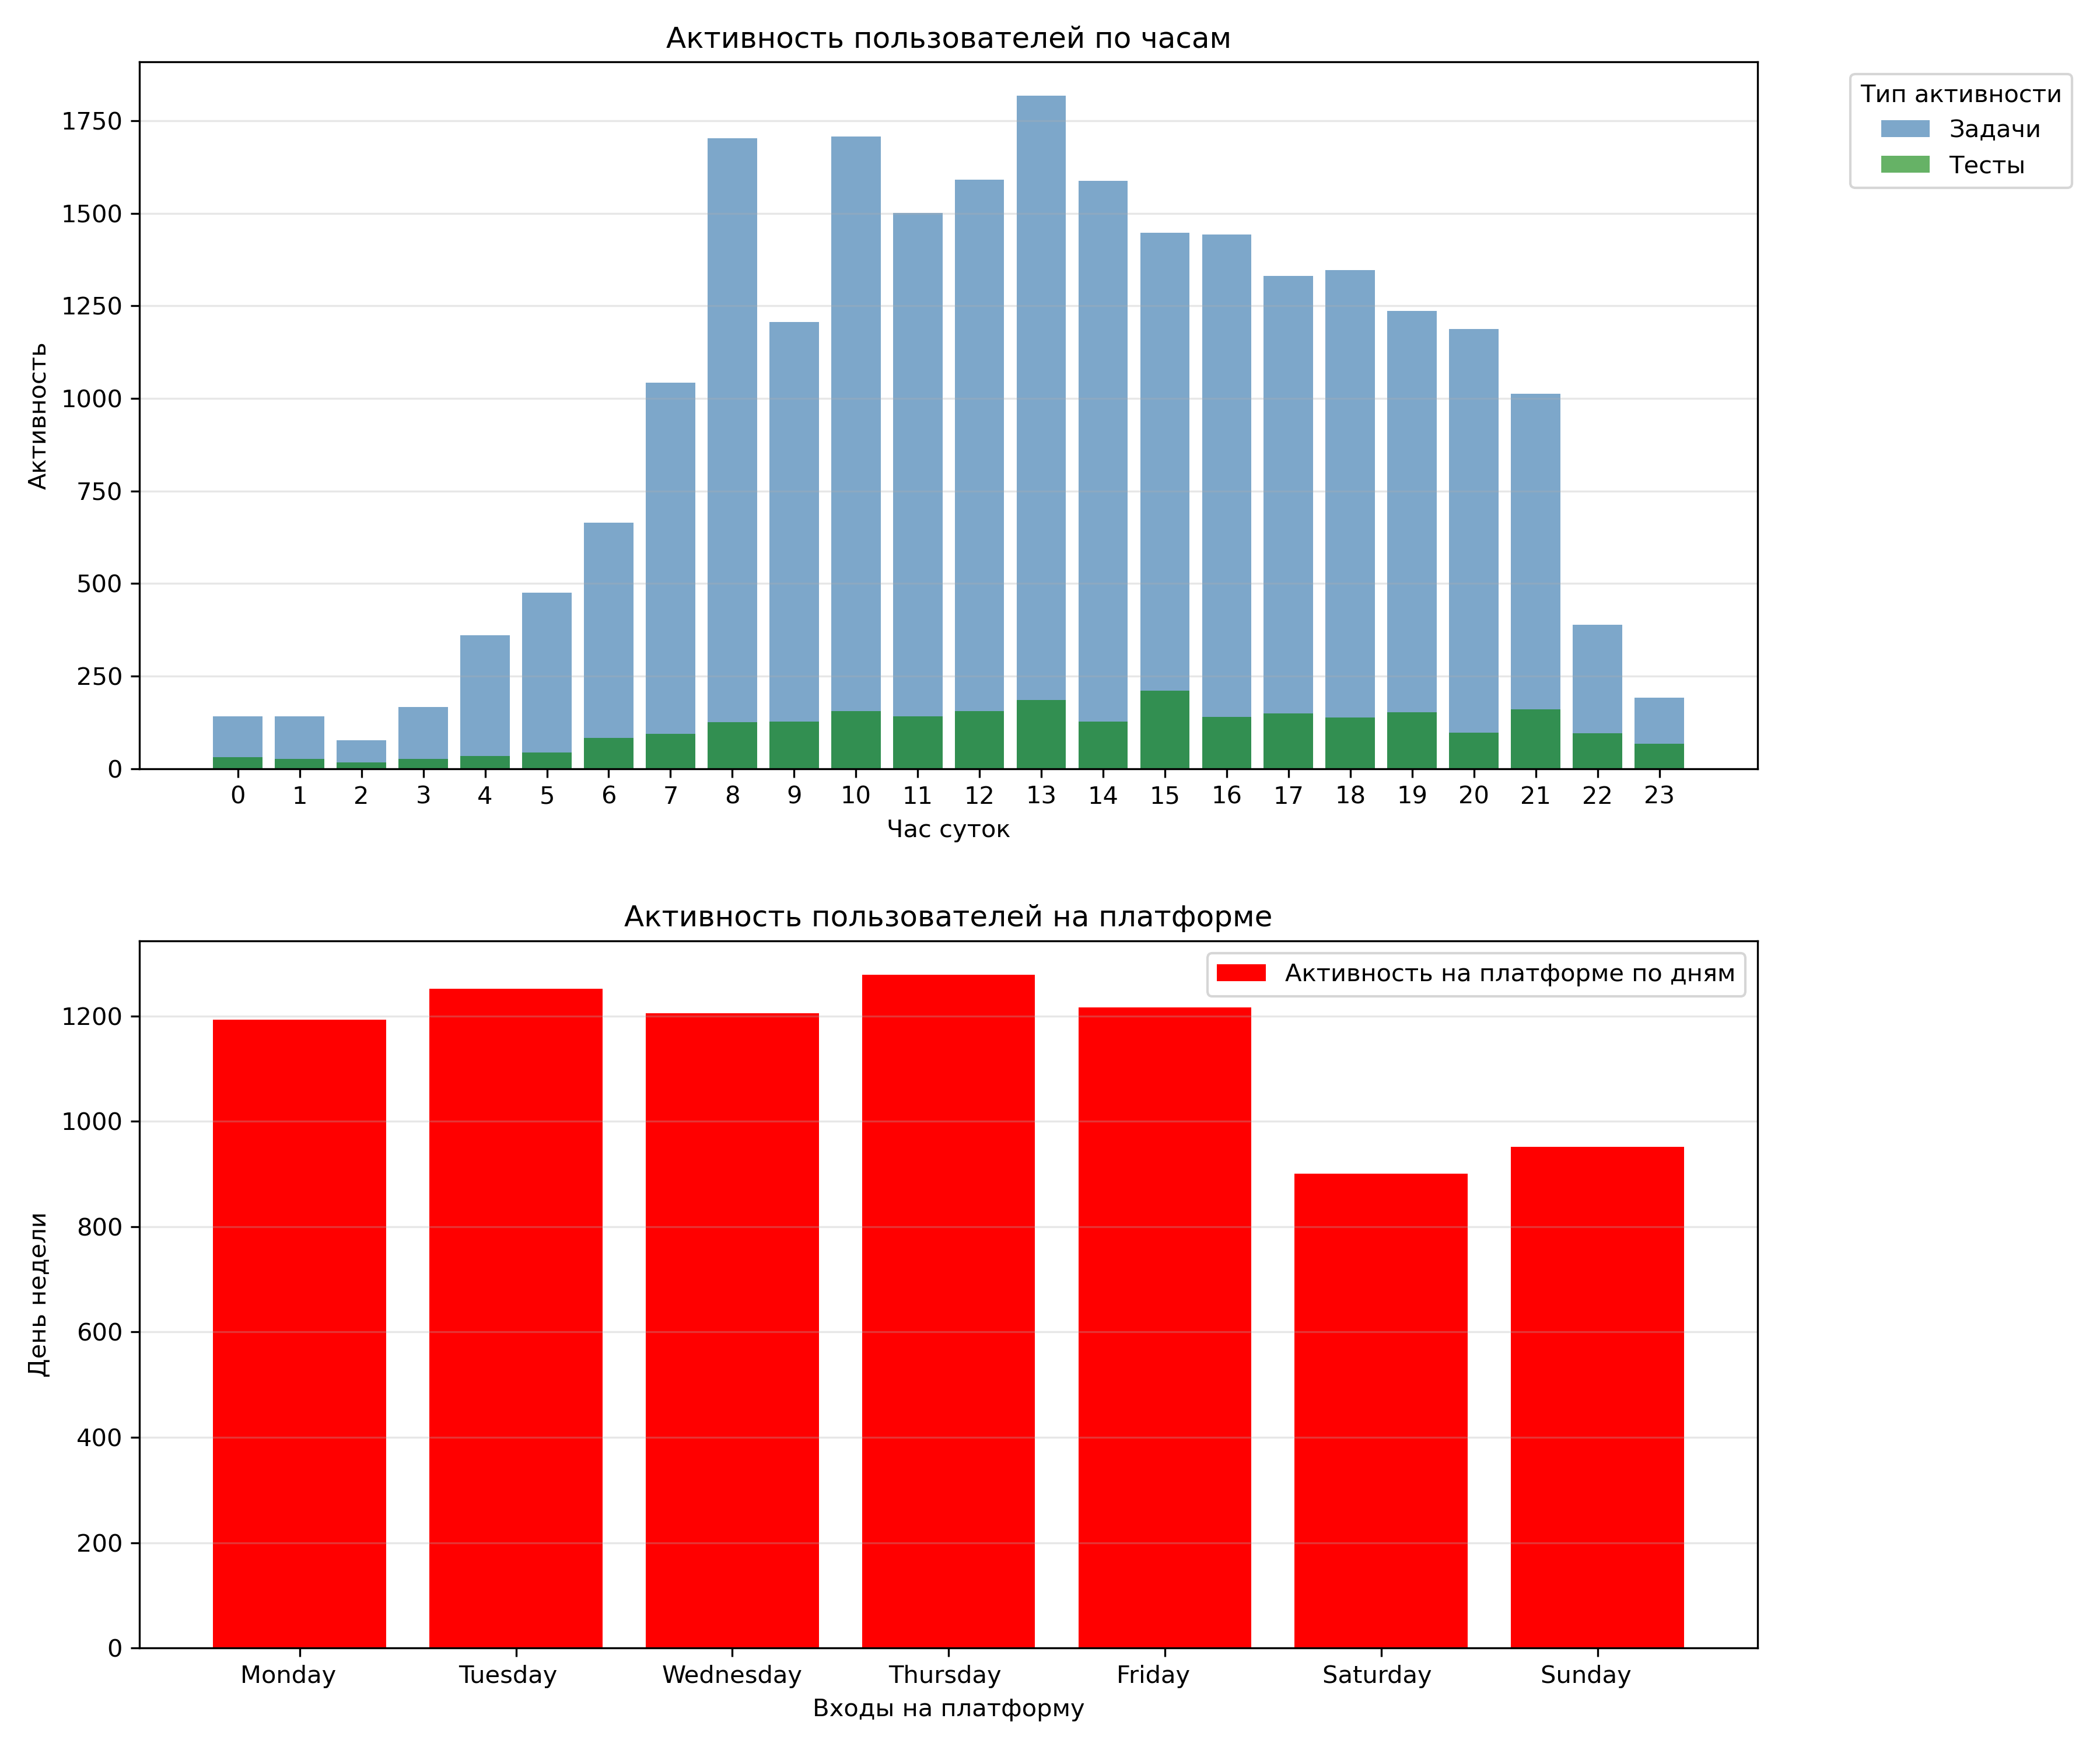 Активность пользователей по часам
Тип активности
Задачи
Тесты
Активность
1750
1500
1250
1000
750
500
250
0
0 1 2 3 4 5 6 7 8 9 10 11 12 13 14 15 16 17 18 19 20 21 22 23
Час суток
Активность пользователей на платформе
Активность на платформе по дням
День недели
1200
1000
800
600
400
200
0
Monday Tuesday Wednesday Thursday Friday Saturday Sunday
Входы на платформу